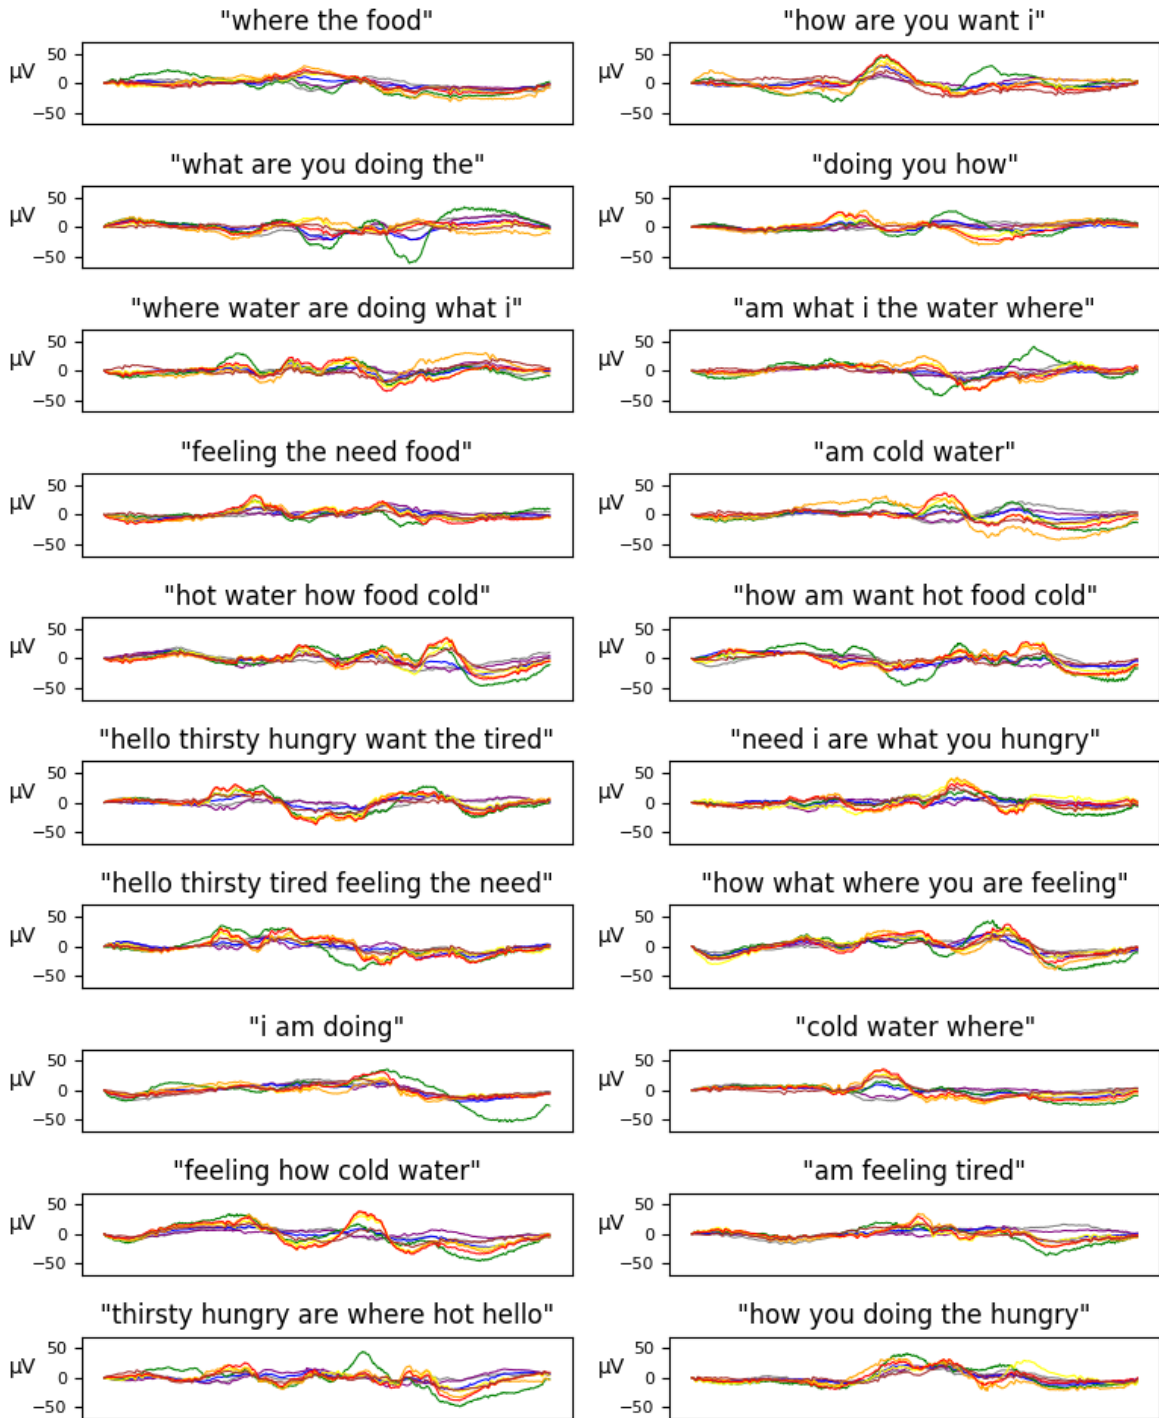 "where the food" "how are you want i"
50 50
µV 0 µV 0
−50 −50
"what are you doing the" "doing you how"
50 50
µV 0 µV 0
−50 −50
"where water are doing what i" "am what i the water where"
50 50
µV 0 µV 0
−50 −50
"feeling the need food" "am cold water"
50 50
µV 0 µV 0
−50 −50
"hot water how food cold" "how am want hot food cold"
50 50
µV 0 µV 0
−50 −50
"hello thirsty hungry want the tired" "need i are what you hungry"
50 50
µV 0 µV 0
−50 −50
"hello thirsty tired feeling the need" "how what where you are feeling"
50 50
µV 0 µV 0
−50 −50
"i am doing" "cold water where"
50 50
µV 0 µV 0
−50 −50
"feeling how cold water" "am feeling tired"
50 50
µV 0 µV 0
−50 −50
"thirsty hungry are where hot hello" "how you doing the hungry"
50 50
µV 0 µV 0
−50 −50